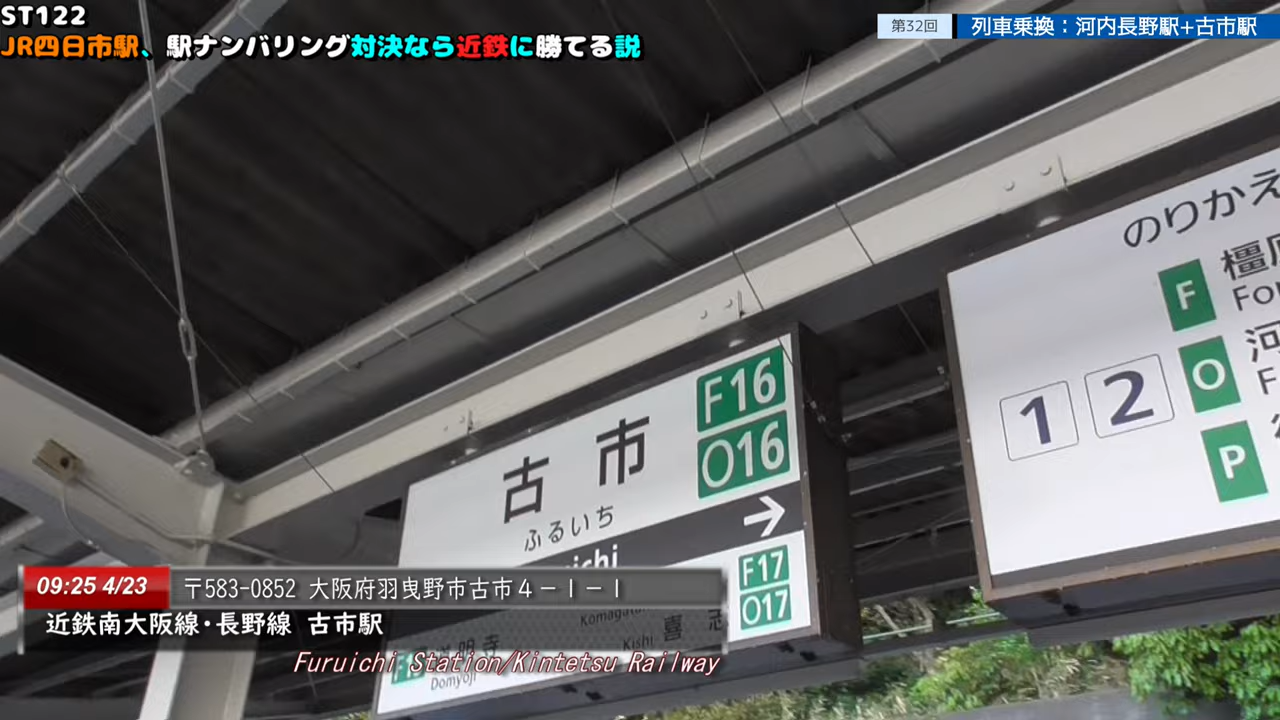 ST122
JR四日市駅、駅ナンバリング対決なら近鉄に勝てる説
第32回
列車乗換：河内長野駅+古市駅
のりかえ
F 橿原
For
1 2 O 河
F
P
F16
古市
O16
ふるいち
F17
O17
Komagata
喜志
Kishi
Domyoji
09:25 4/23
〒583-0852 大阪府羽曳野市古市４－１－１
近鉄南大阪線・長野線 古市駅
Furuichi Station/Kintetsu Railway